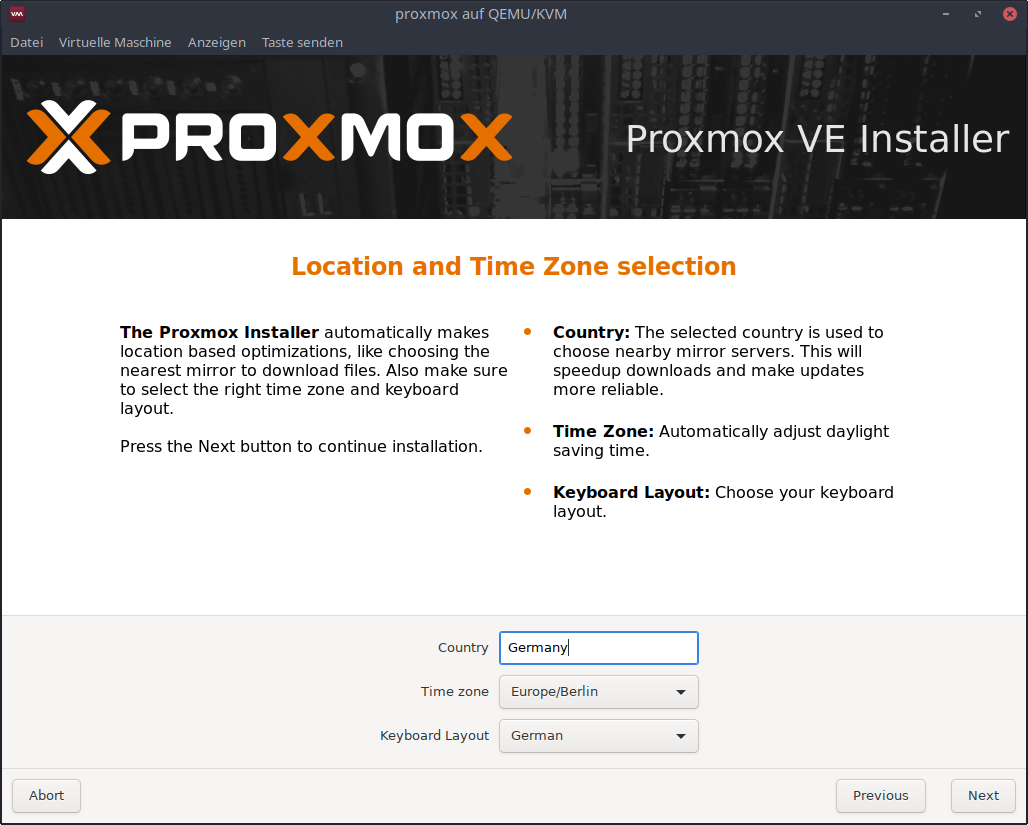 proxmox auf QEMU/KVM
Datei Virtuelle Maschine Anzeigen Taste senden
PROXMOX
Proxmox VE Installer
Location and Time Zone selection
The Proxmox Installer automatically makes
location based optimizations, like choosing the
nearest mirror to download files. Also make sure
to select the right time zone and keyboard
layout.
Press the Next button to continue installation.
Country: The selected country is used to
choose nearby mirror servers. This will
speedup downloads and make updates
more reliable.
Time Zone: Automatically adjust daylight
saving time.
Keyboard Layout: Choose your keyboard
layout.
Country Germany
Time zone Europe/Berlin
Keyboard Layout German
Abort Previous Next